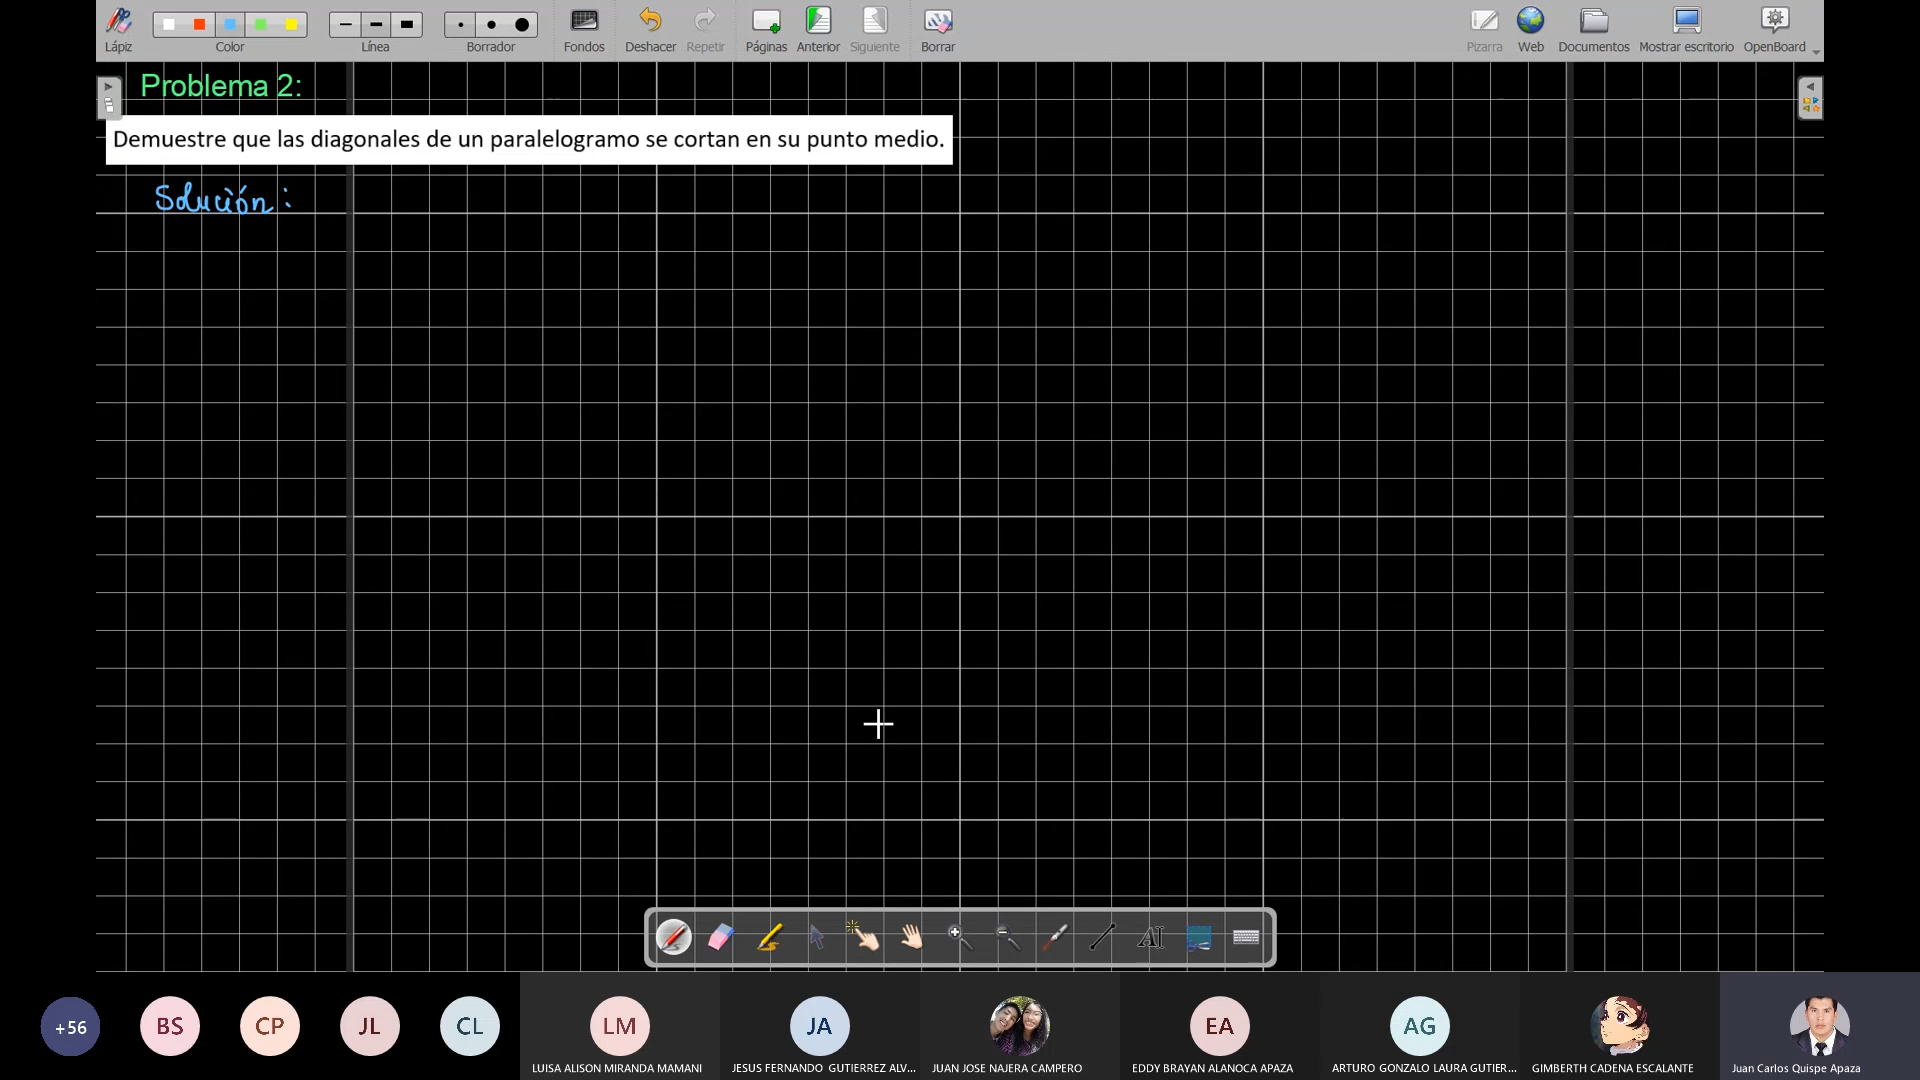 Lápiz Color Línea Borrador Fondos Deshacer Repetir Páginas Anterior Siguiente Borrar Pizarra Web Documentos Mostrar escritorio OpenBoard
Problema 2:
Demuestre que las diagonales de un paralelogramo se cortan en su punto medio.
Solución:
AI
+56 BS CP JL CL LM JA EA AG
LUISA ALISON MIRANDA MAMANI JESUS FERNANDO GUTIERREZ ALV... JUAN JOSE NAJERA CAMPERO EDDY BRAYAN ALANOCA APAZA ARTURO GONZALO LAURA GUTIER... GIMBERTH CADENA ESCALANTE Juan Carlos Quispe Apaza